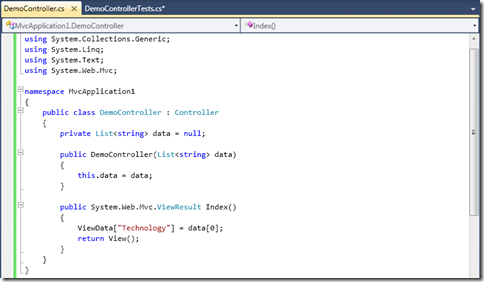 DemoController.cs × DemoControllerTests.cs*
MvcApplication1.DemoController Index()
using System.Collections.Generic;
using System.Linq;
using System.Text;
using System.Web.Mvc;
namespace MvcApplication1
{
    public class DemoController : Controller
    {
        private List<string> data = null;
        public DemoController(List<string> data)
        {
            this.data = data;
        }
        public System.Web.Mvc.ViewResult Index()
        {
            ViewData["Technology"] = data[0];
            return View();
        }
    }
}